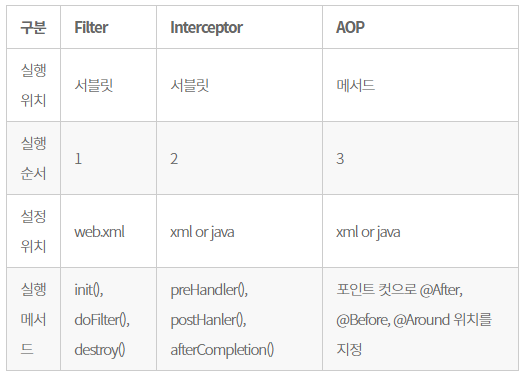 구분 Filter Interceptor AOP
실행
위치
서블릿 서블릿 메서드
실행
순서
1 2 3
설정
위치
web.xml xml or java xml or java
실행
메서
드
init(),
doFilter(),
destroy()
preHandler(),
postHanler(),
afterCompletion()
포인트 컷으로 @After,
@Before, @Around 위치를
지정